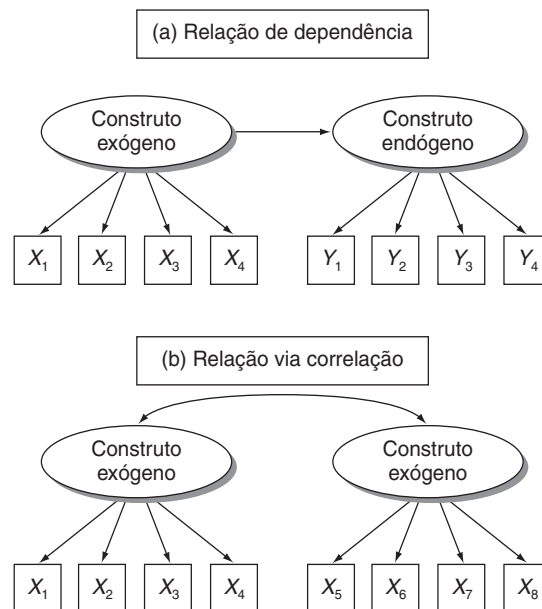 (a) Relação de dependência
Construto
exógeno
Construto
endógeno
X1 X2 X3 X4 Y1 Y2 Y3 Y4
(b) Relação via correlação
Construto
exógeno
Construto
exógeno
X1 X2 X3 X4 X5 X6 X7 X8